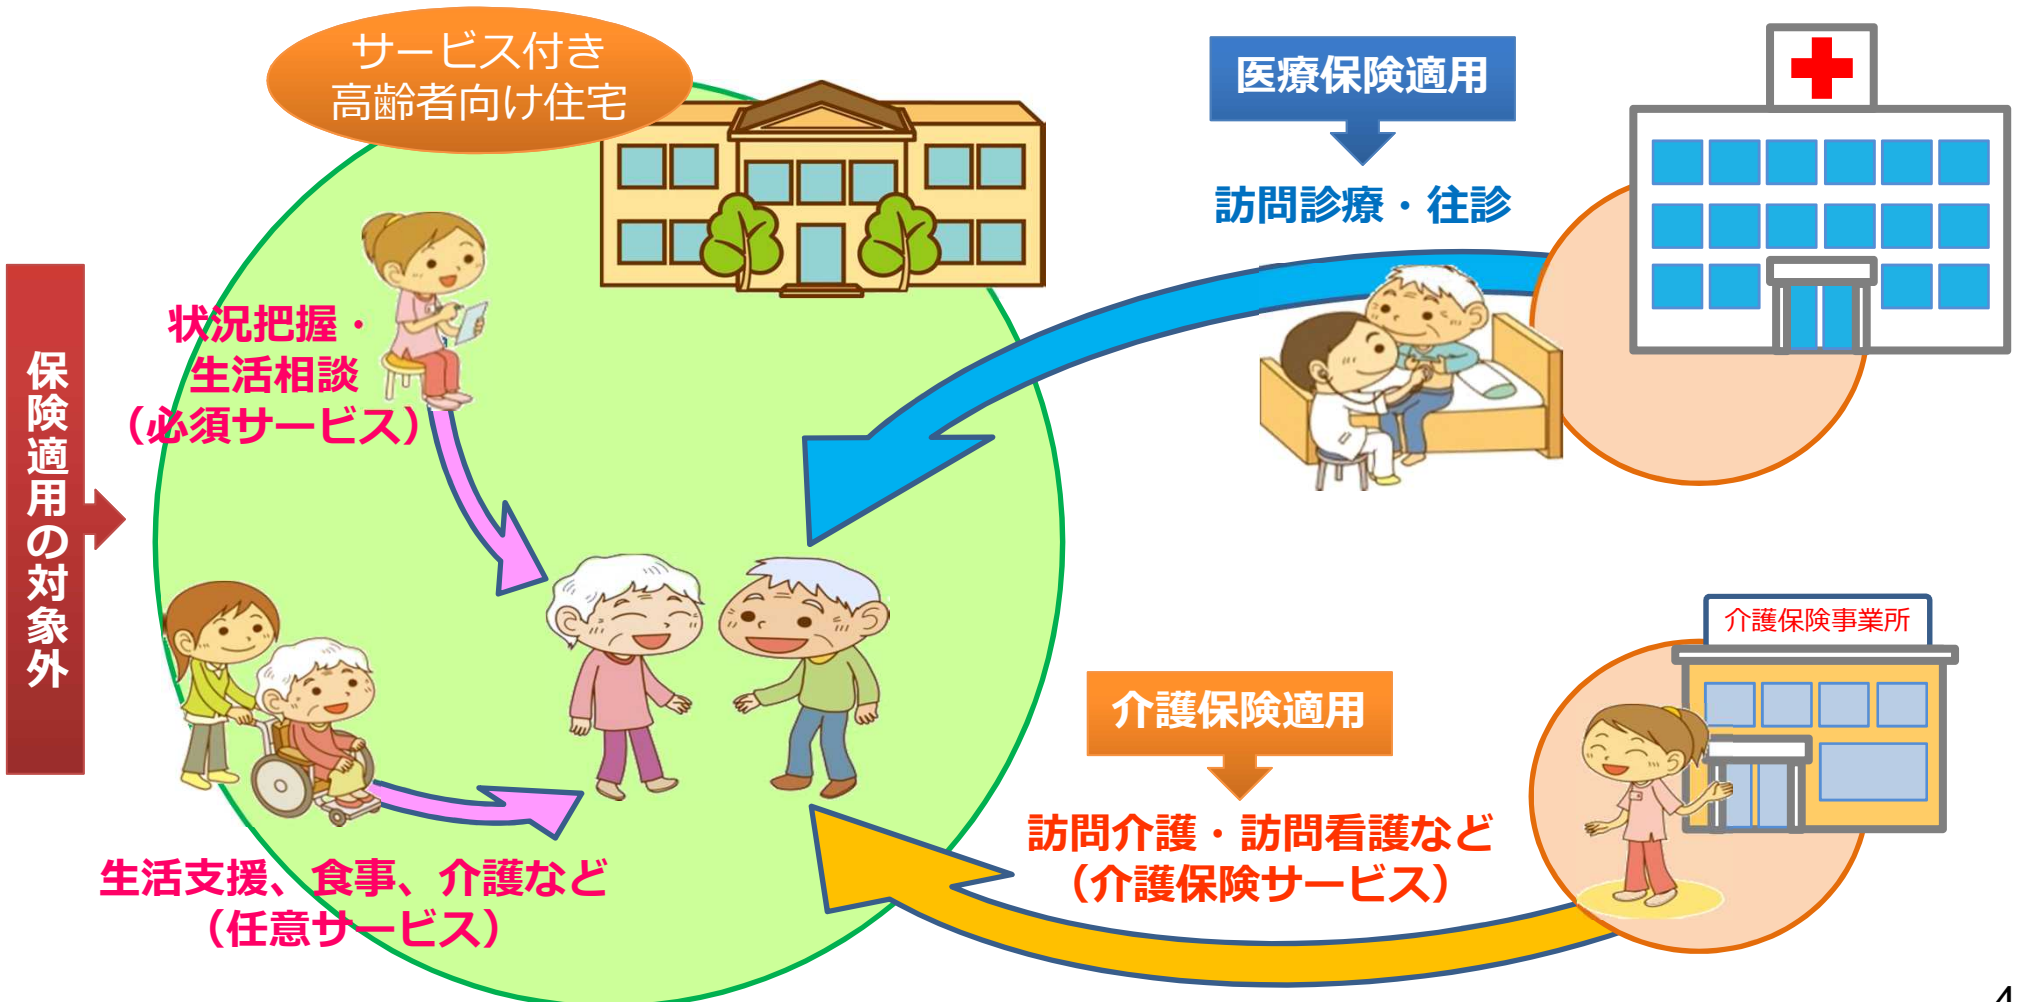 サービス付き
高齢者向け住宅
医療保険適用
訪問診療・往診
状況把握・
生活相談
（必須サービス）
保険適用の対象外
介護保険事業所
介護保険適用
訪問介護・訪問看護など
（介護保険サービス）
生活支援、食事、介護など
（任意サービス）
4